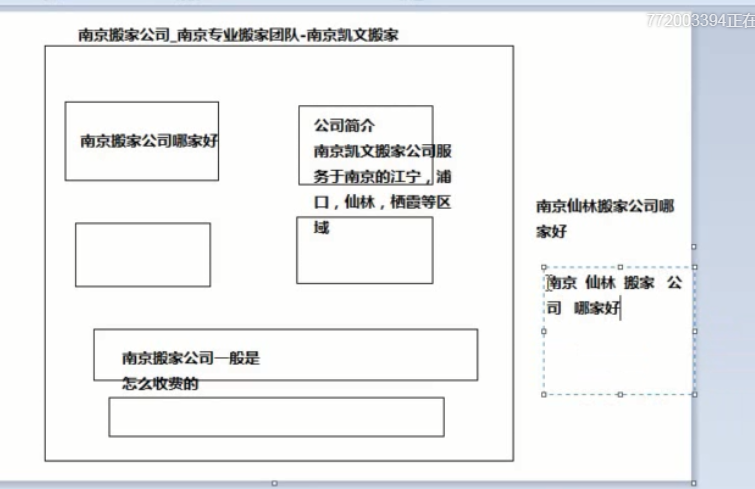 772003394正在
南京搬家公司_南京专业搬家团队-南京凯文搬家
南京搬家公司哪家好
公司简介
南京凯文搬家公司服
务于南京的江宁，浦
口，仙林，栖霞等区
域
南京搬家公司一般是
怎么收费的
南京仙林搬家公司哪
家好
南京 仙林 搬家 公
司 哪家好